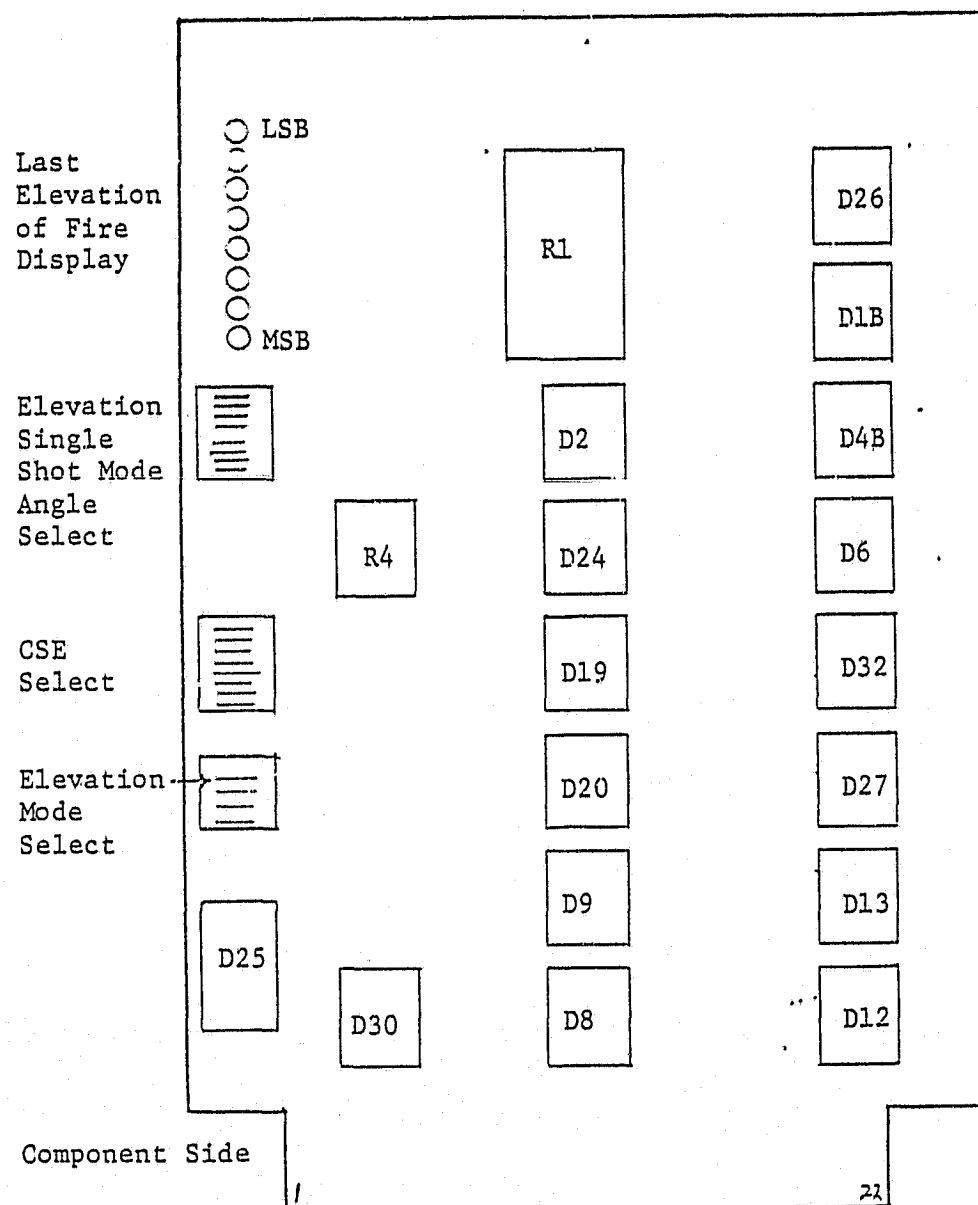 LSB
Last
Elevation
of Fire
Display
MSB
R1
D26
D1B
Elevation
Single
Shot Mode
Angle
Select
D2
D4B
R4
D24
D6
CSE
Select
D19
D32
Elevation
Mode
Select
D20
D27
D9
D13
D25
D30
D8
D12
Component Side
1
22